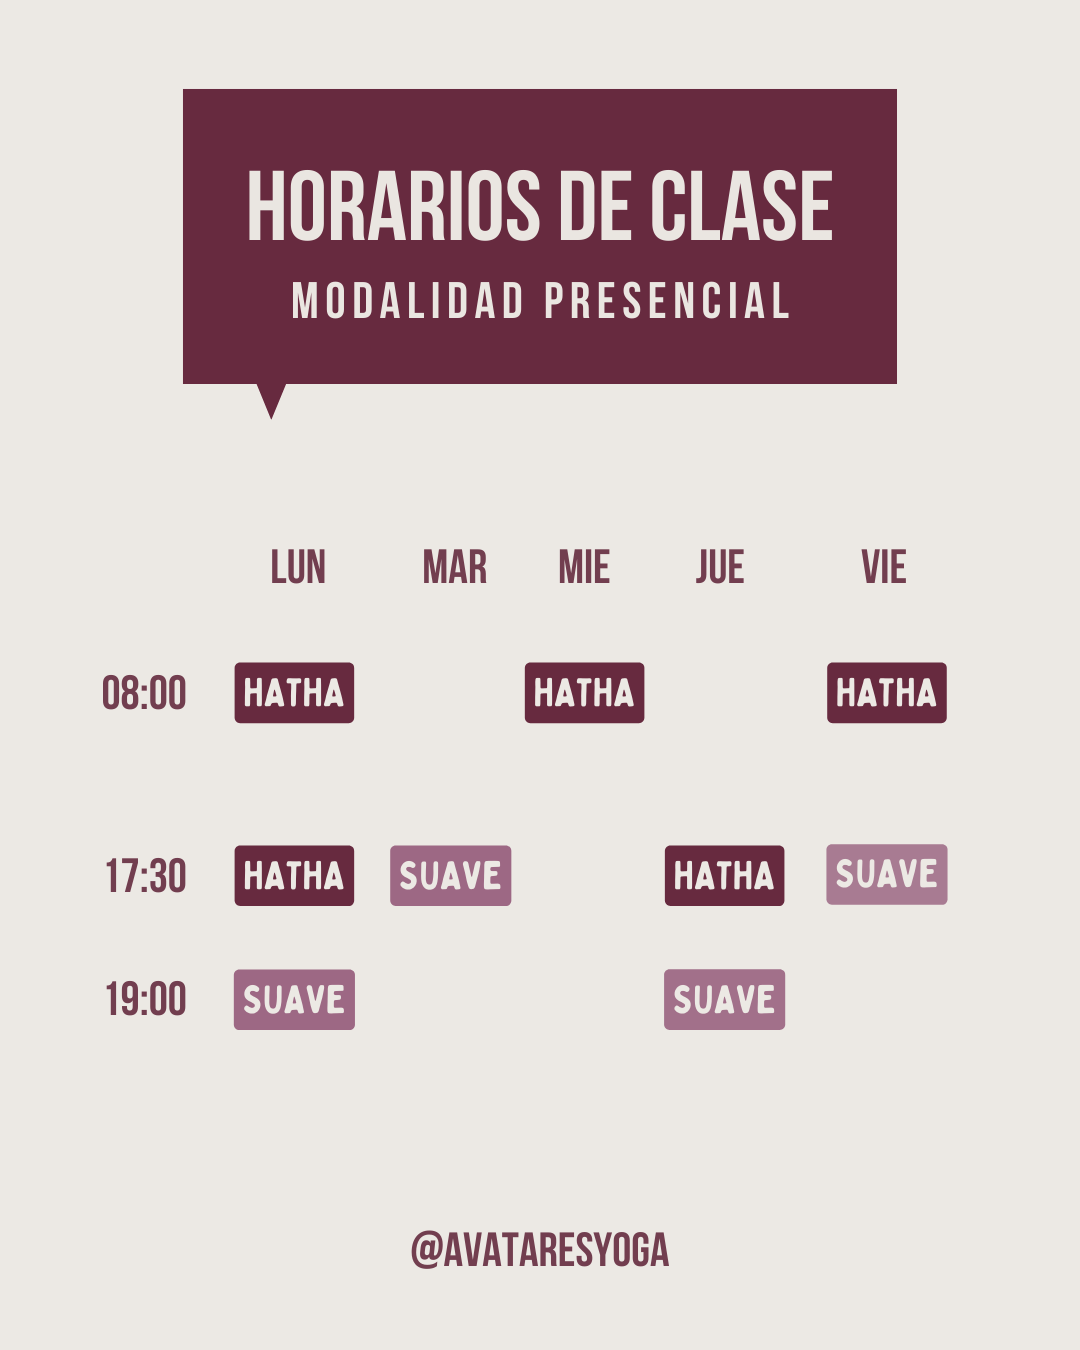 HORARIOS DE CLASE
MODALIDAD PRESENCIAL
LUN MAR MIE JUE VIE
08:00 HATHA HATHA HATHA
17:30 HATHA SUAVE HATHA SUAVE
19:00 SUAVE SUAVE
@AVATARESYOGA